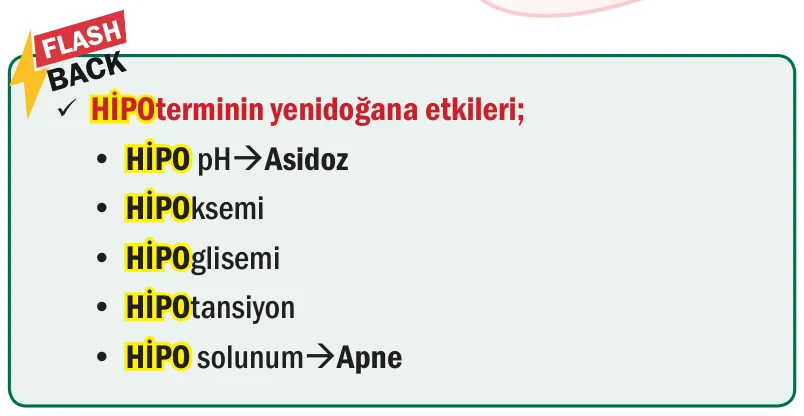 FLASH
BACK
✓ HİPOterminin yenidoğana etkileri;
• HİPO pH→Asidoz
• HİPOksemi
• HİPOglisemi
• HİPOtansiyon
• HİPO solunum→Apne